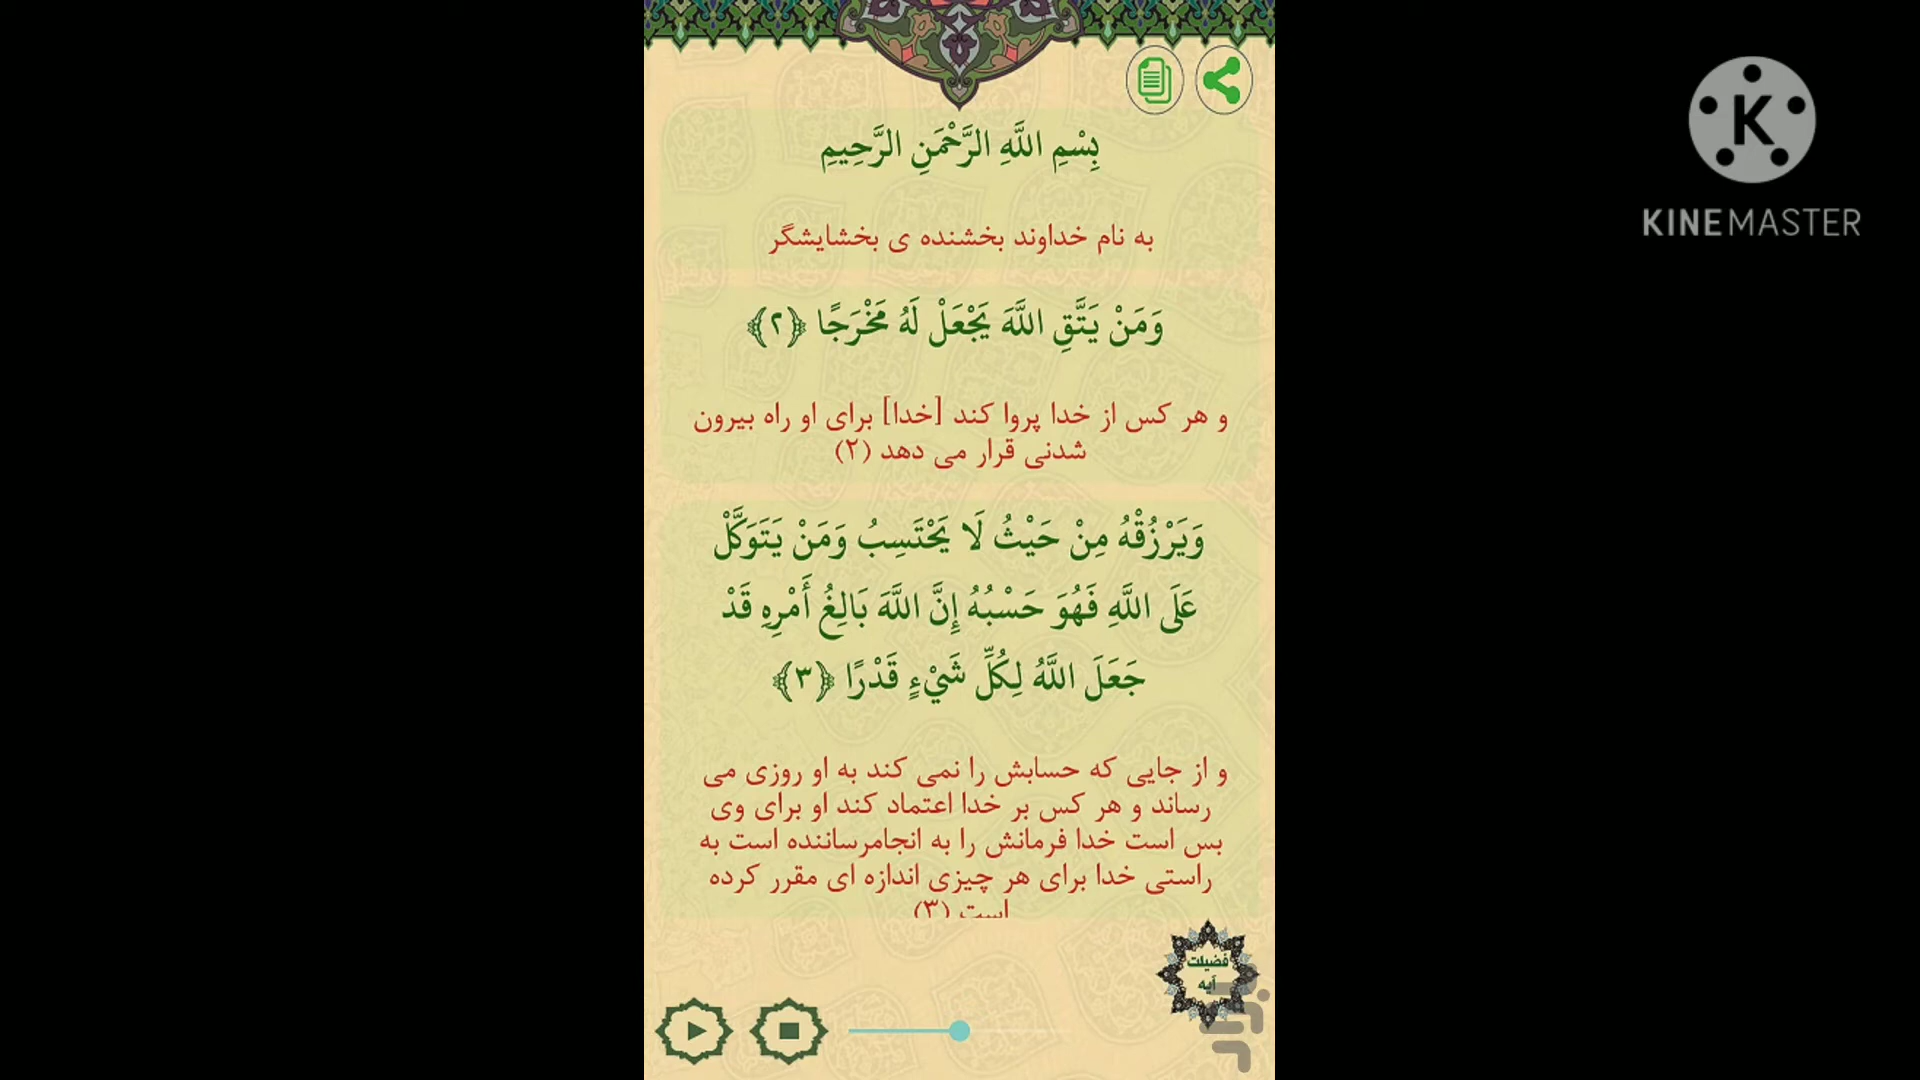 بِسْمِ اللَّهِ الرَّحْمَنِ الرَّحِيمِ
به نام خداوند بخشنده ی بخشایشگر
وَمَنْ يَتَّقِ اللَّهَ يَجْعَلْ لَهُ مَخْرَجًا ﴿۲﴾
و هر کس از خدا پروا کند [خدا] برای او راه بیرون
شدنی قرار می دهد (۲)
وَيَرْزُقْهُ مِنْ حَيْثُ لَا يَحْتَسِبُ وَمَنْ يَتَوَكَّلْ
عَلَى اللَّهِ فَهُوَ حَسْبُهُ إِنَّ اللَّهَ بَالِغُ أَمْرِهِ قَدْ
جَعَلَ اللَّهُ لِكُلِّ شَيْءٍ قَدْرًا ﴿۳﴾
و از جایی که حسابش را نمی کند به او روزی می
رساند و هر کس بر خدا اعتماد کند او برای وی
بس است خدا فرمانش را به انجامرساننده است به
راستی خدا برای هر چیزی اندازه ای مقرر کرده
است (۳)
فضیلت
آیه
بازار
K
KINEMASTER